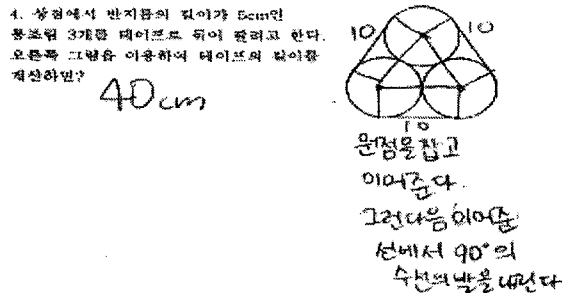 4. 상점에서 반지름의 길이가 5cm인
통조림 3개를 테이프로 묶어 팔려고 한다.
오른쪽 그림을 이용하여 테이프의 길이를
계산하면?
40cm
10
10
10
문점을 잡고
이어준다.
그런다음 이어준
선에서 90°의
수선의 발을 내린다